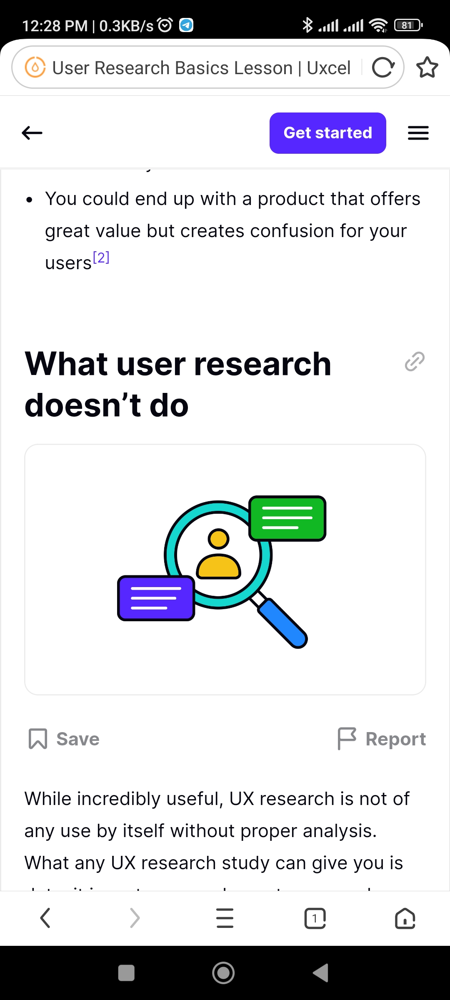 12:28 PM | 0.3KB/s
81
User Research Basics Lesson | Uxcel
Get started
• You could end up with a product that offers
great value but creates confusion for your
users[2]
What user research
doesn’t do
Save
Report
While incredibly useful, UX research is not of
any use by itself without proper analysis.
What any UX research study can give you is
1